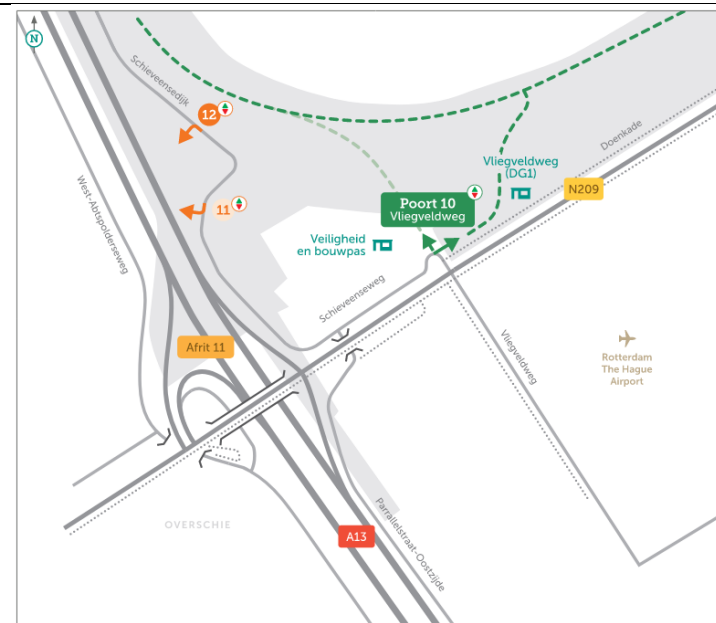 N
Schieveensedijk
12
West-Abtspolderseweg
11
Doenkade
Vliegveldweg
(DG1)
N209
Poort 10
Vliegveldweg
Veiligheid
en bouwpas
Schieveenseweg
Afrit 11
Vliegveldweg
Rotterdam
The Hague
Airport
OVERSCHIE
A13
Parrallelstraat-Oostzijde